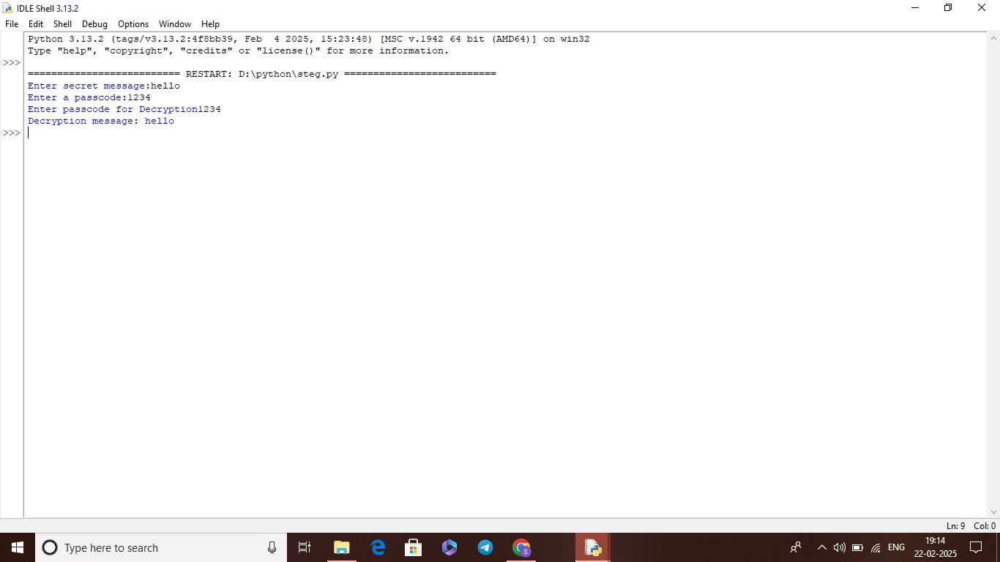 IDLE Shell 3.13.2
File Edit Shell Debug Options Window Help
Python 3.13.2 (tags/v3.13.2:4f8bb39, Feb  4 2025, 15:23:48) [MSC v.1942 64 bit (AMD64)] on win32
Type "help", "copyright", "credits" or "license()" for more information.
>>>
========================== RESTART: D:\python\steg.py ==========================
Enter secret message:hello
Enter a passcode:1234
Enter passcode for Decryption1234
Decryption message: hello
>>>
Ln: 9 Col: 0
Type here to search
S
ENG
19:14
22-02-2025